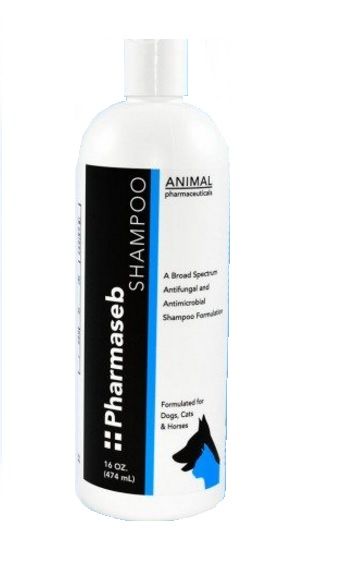 ANIMAL
pharmaceuticals
Pharmaseb
SHAMPOO
A Broad Spectrum
Antifungal and
Antimicrobial
Shampoo Formulation
Formulated for
Dogs, Cats
& Horses
16 OZ.
(474 mL)